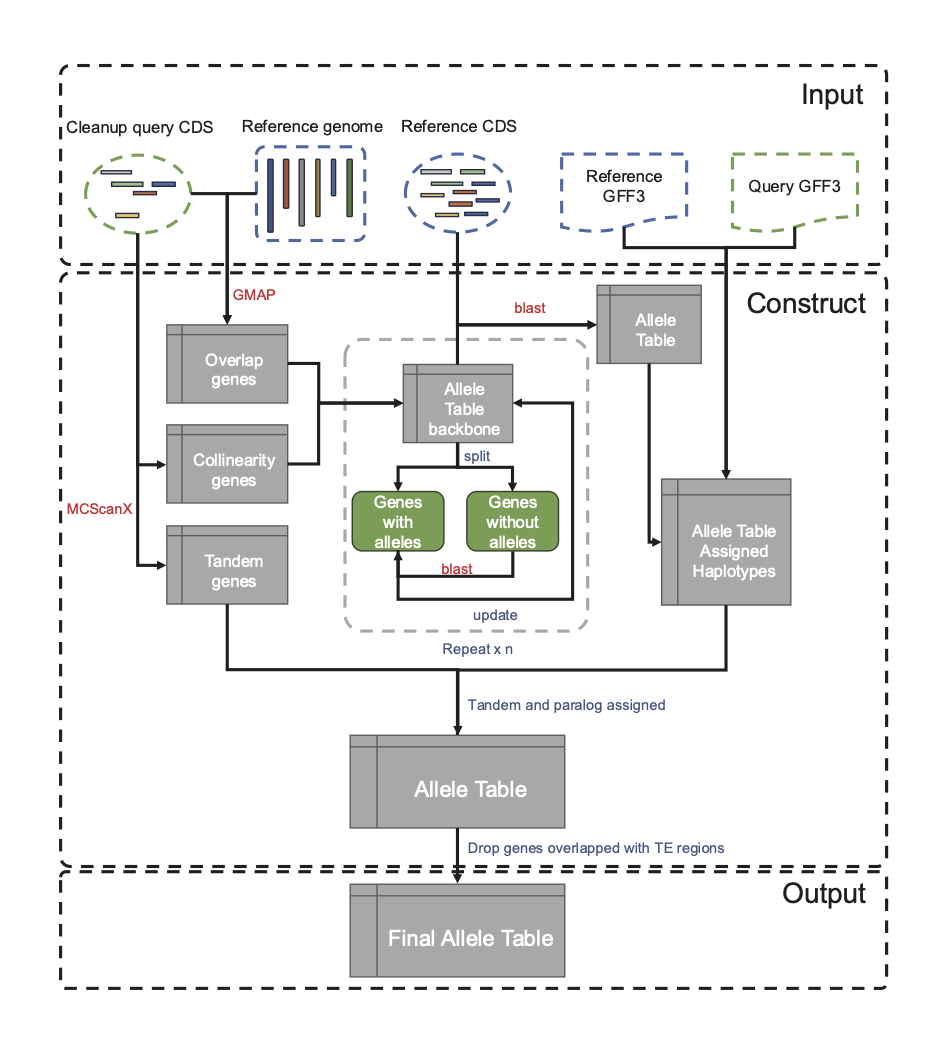 Input
Cleanup query CDS
Reference genome
Reference CDS
Reference
GFF3
Query GFF3
Construct
GMAP
blast
Allele
Table
Overlap
genes
Allele
Table
backbone
split
Collinearity
genes
MCScanX
Genes
with
alleles
Genes
without
alleles
blast
Allele Table
Assigned
Haplotypes
Tandem
genes
update
Repeat x n
Tandem and paralog assigned
Allele Table
Drop genes overlapped with TE regions
Output
Final Allele Table